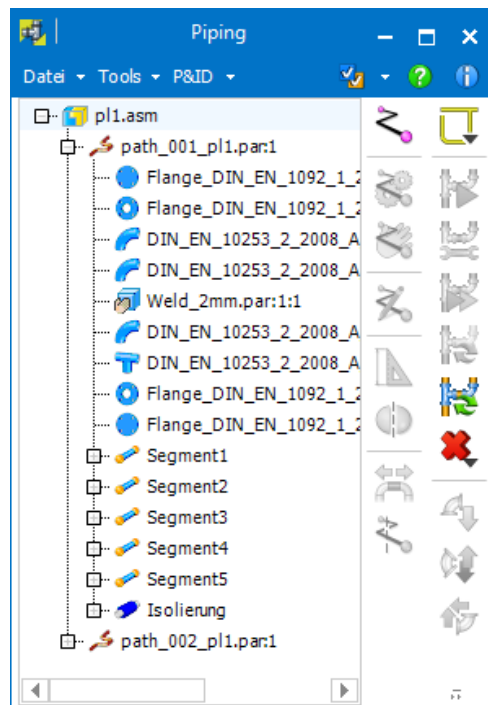 Piping
Datei Tools P&ID
pl1.asm
path_001_pl1.par:1
Flange_DIN_EN_1092_1_2
Flange_DIN_EN_1092_1_2
DIN_EN_10253_2_2008_A
DIN_EN_10253_2_2008_A
Weld_2mm.par:1:1
DIN_EN_10253_2_2008_A
DIN_EN_10253_2_2008_A
Flange_DIN_EN_1092_1_2
Flange_DIN_EN_1092_1_2
Segment1
Segment2
Segment3
Segment4
Segment5
Isolierung
path_002_pl1.par:1